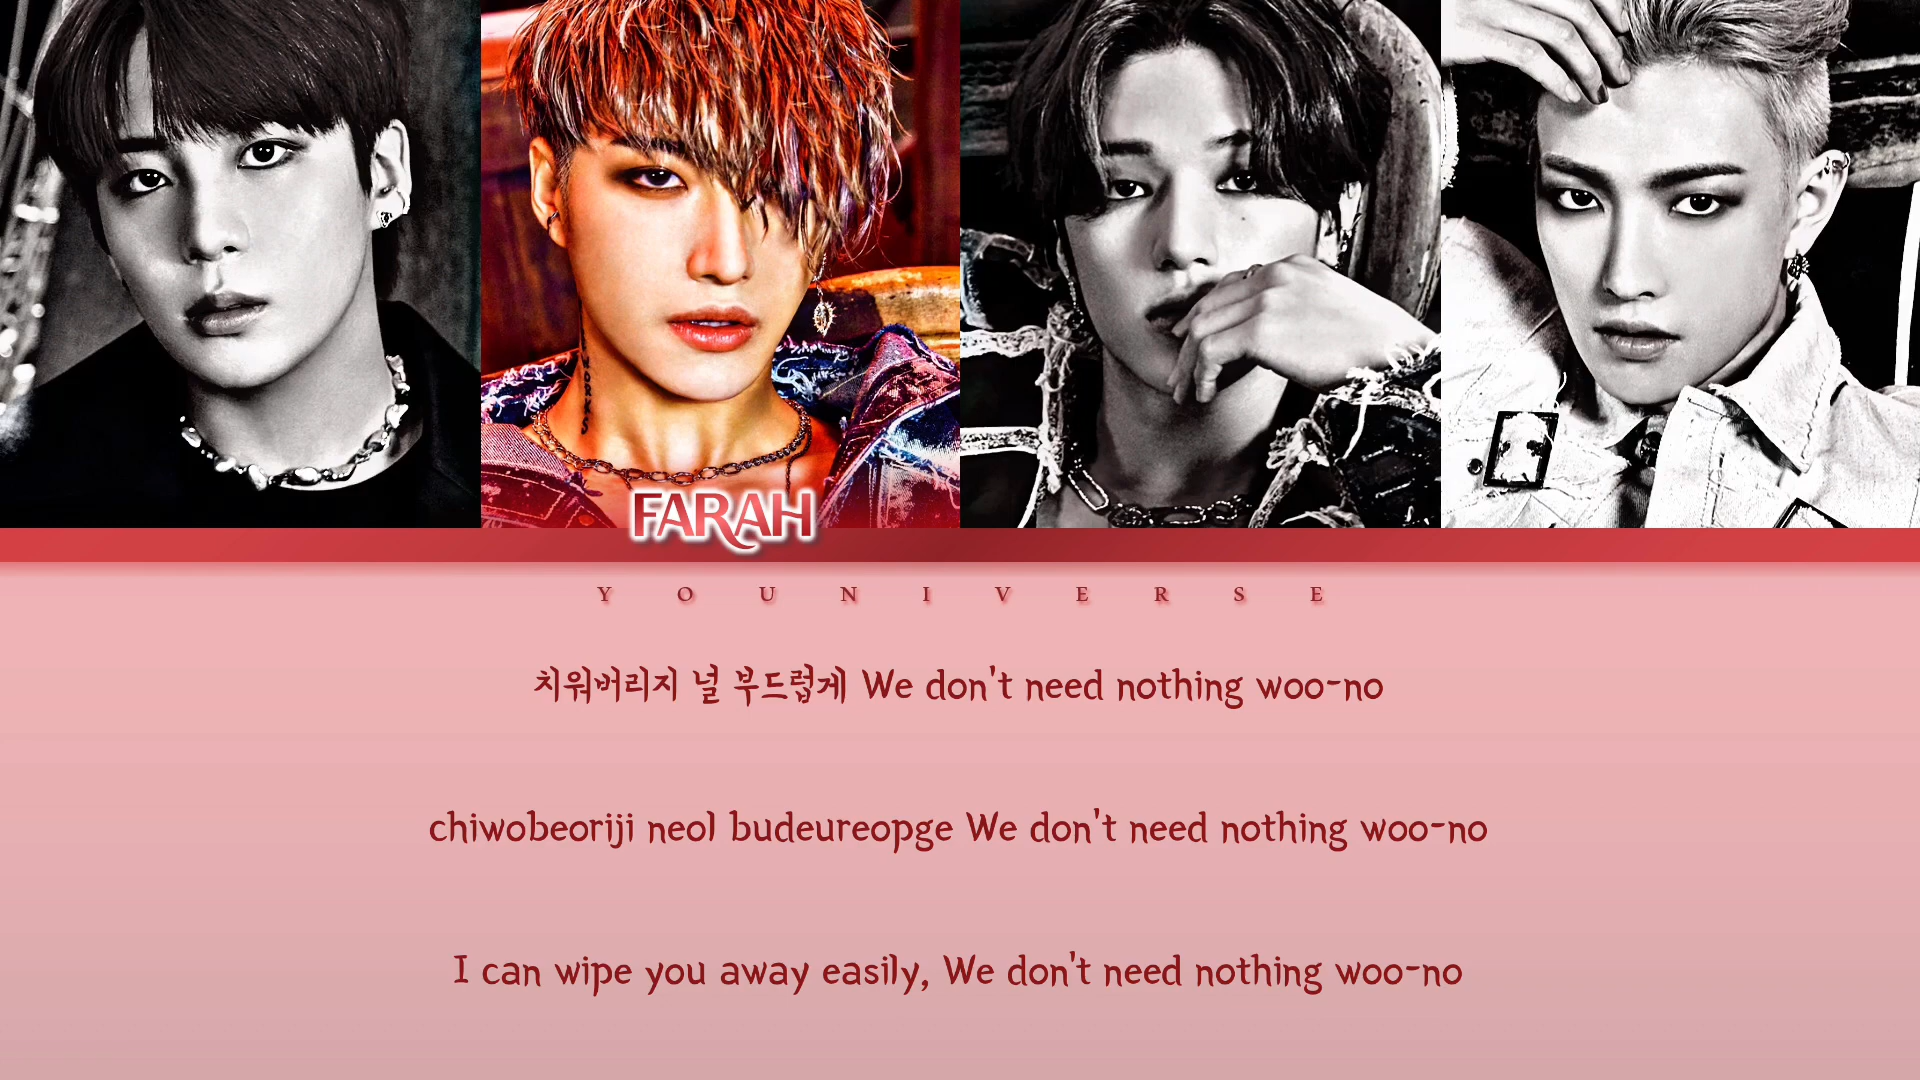 FARAH
YOUNIVERSE
치워버리지 널 부드럽게 We don't need nothing woo-no
chiwobeoriji neol budeureopge We don't need nothing woo-no
I can wipe you away easily, We don't need nothing woo-no